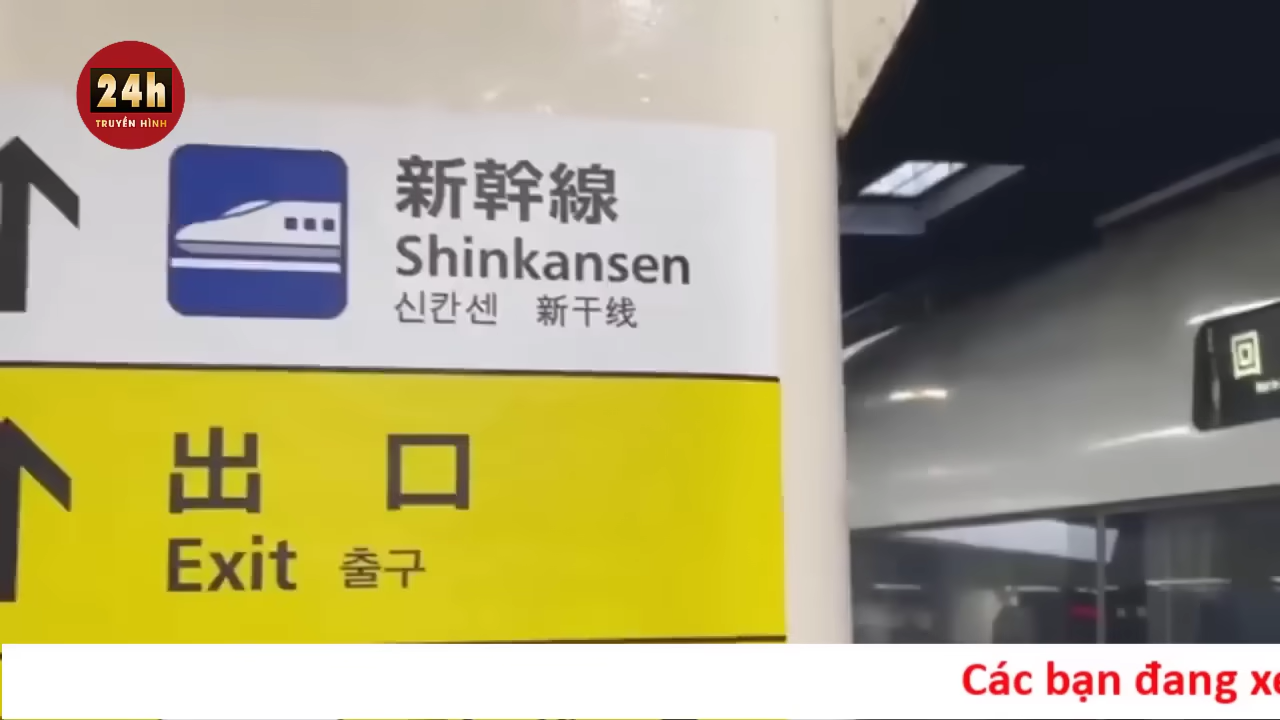 24h
TRUYỀN HÌNH
新幹線
Shinkansen
신칸센 新干线
出口
Exit 출구
Các bạn đang